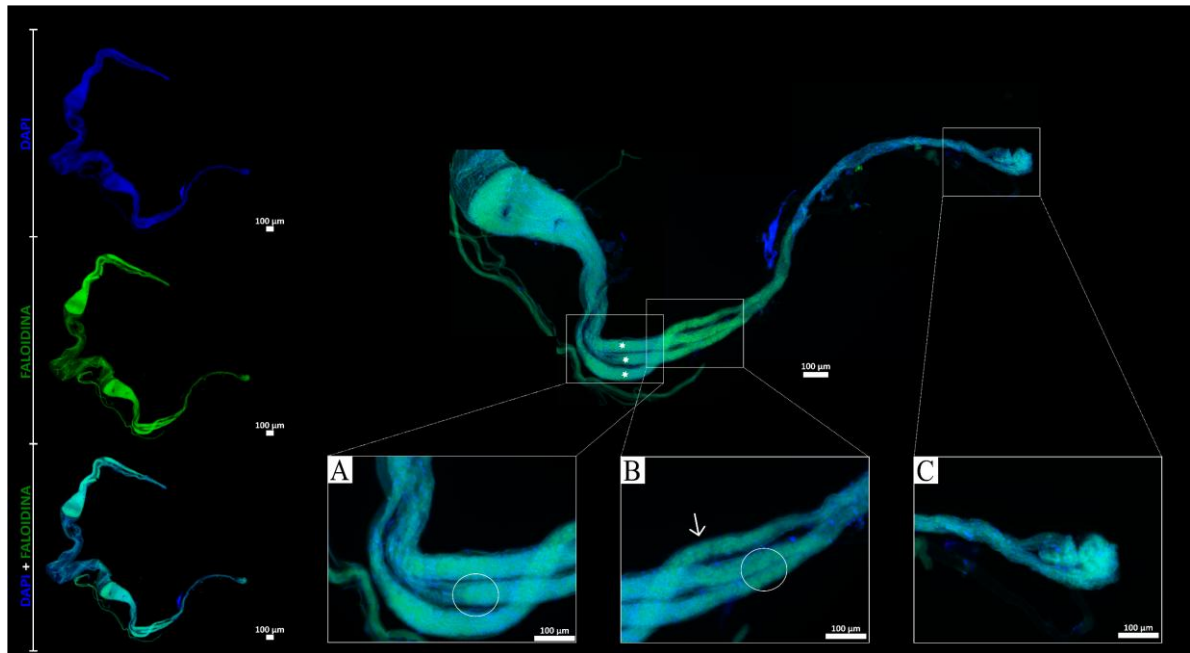 DAPI
100 µm
FALOIDINA
100 µm
DAPI + FALOIDINA
100 µm
* 
* 
* 
100 µm
A
100 µm
B
100 µm
C
100 µm